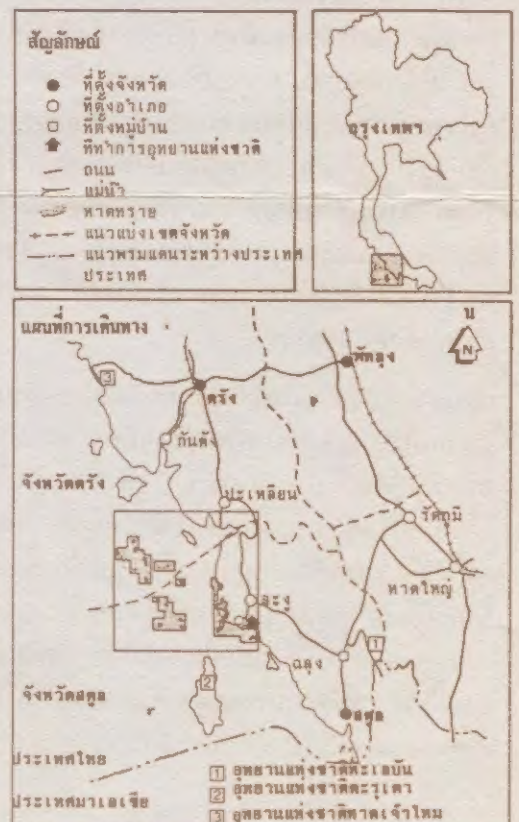 สัญลักษณ์
ที่ตั้งจังหวัด
ที่ตั้งอำเภอ
ที่ตั้งหมู่บ้าน
ที่ทำการอุทยานแห่งชาติ
ถนน
แม่น้ำ
หาดทราย
แนวแบ่งเขตจังหวัด
แนวพรมแดนระหว่างประเทศ
ประเทศ
กรุงเทพฯ
แผนที่การเดินทาง
น
N
3
พัทลุง
ตรัง
กันตัง
จังหวัดตรัง
ปะเหลียน
รัตภูมิ
หาดใหญ่
ละงู
ฉลุง
1
2
จังหวัดสตูล
สตูล
ประเทศไทย
ประเทศมาเลเซีย
1 อุทยานแห่งชาติทะเลบัน
2 อุทยานแห่งชาติตะรุเตา
3 อุทยานแห่งชาติหาดเจ้าไหม